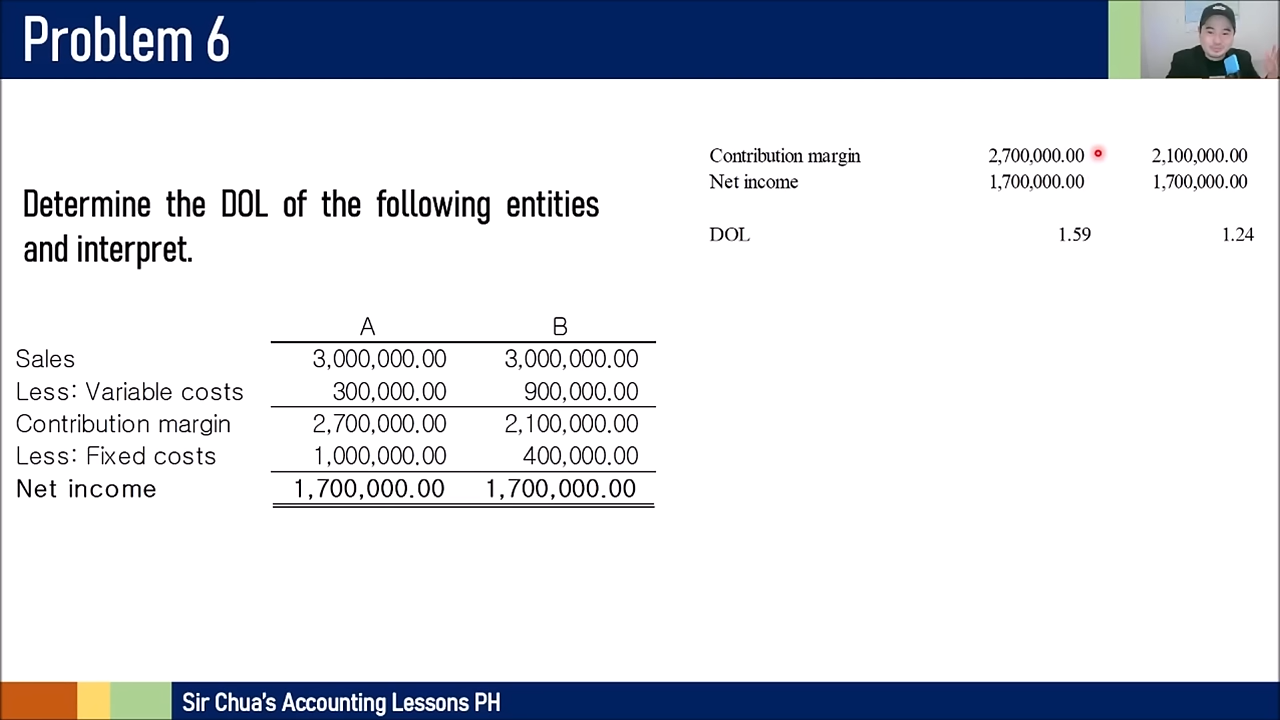 Problem 6
Determine the DOL of the following entities
and interpret.
A B
Sales 3,000,000.00 3,000,000.00
Less: Variable costs 300,000.00 900,000.00
Contribution margin 2,700,000.00 2,100,000.00
Less: Fixed costs 1,000,000.00 400,000.00
Net income 1,700,000.00 1,700,000.00
Contribution margin 2,700,000.00 2,100,000.00
Net income 1,700,000.00 1,700,000.00
DOL 1.59 1.24
Sir Chua's Accounting Lessons PH